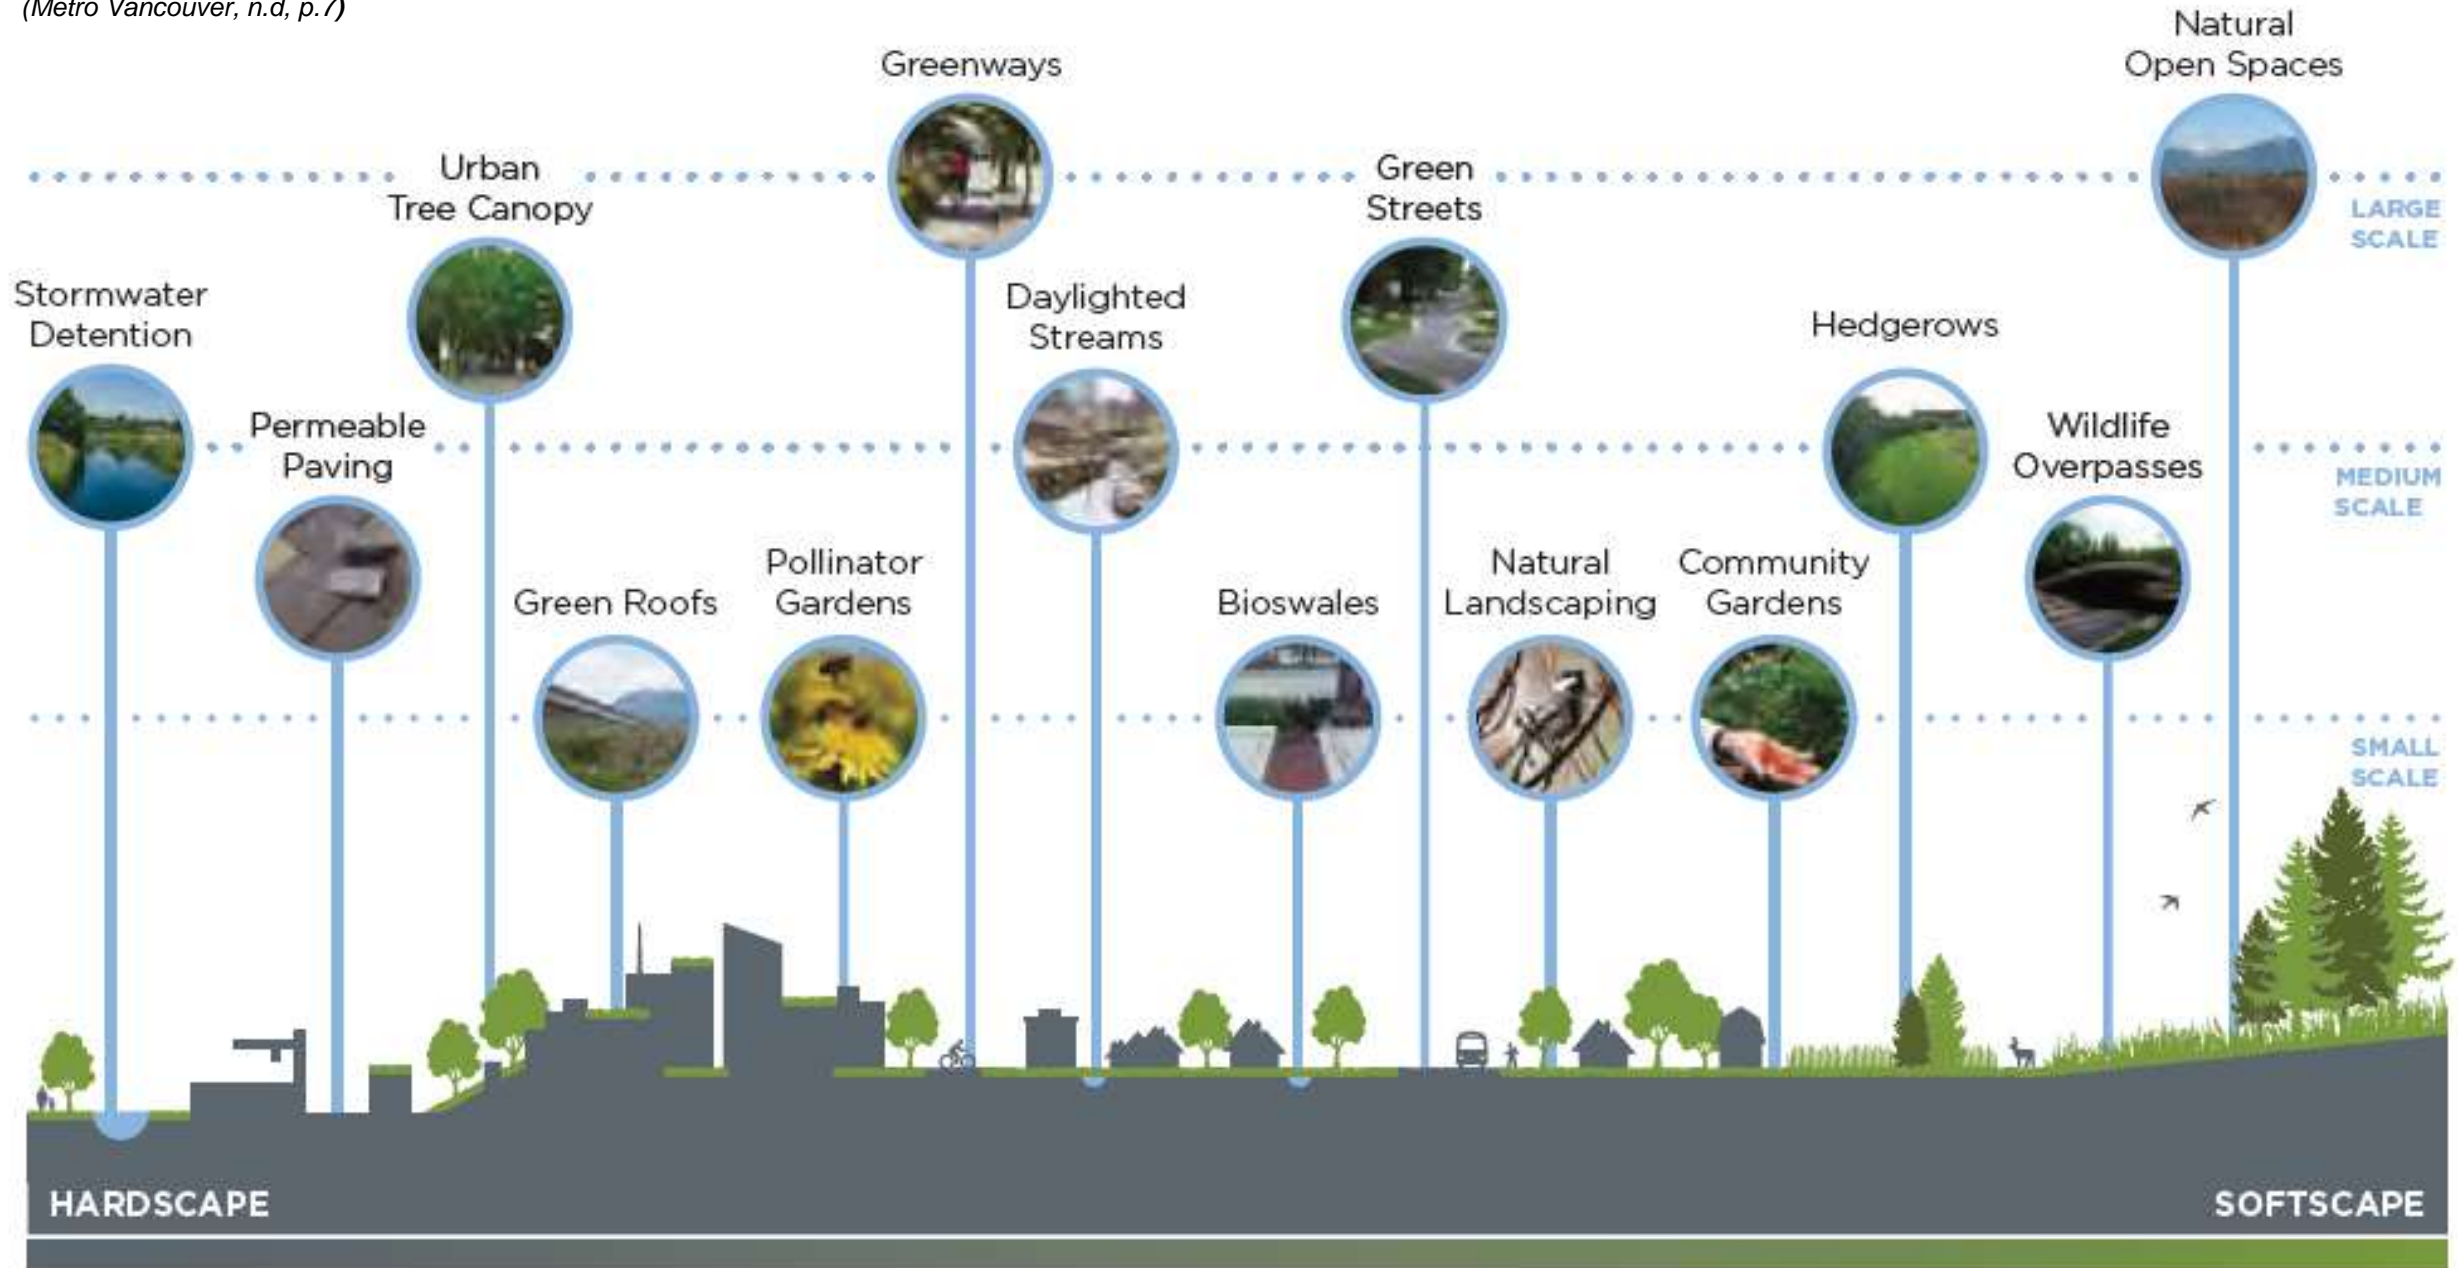 (Metro Vancouver, n.d, p.7)
Natural
Open Spaces
Greenways
Urban
Tree Canopy
Green
Streets
LARGE
SCALE
Stormwater
Detention
Daylighted
Streams
Hedgerows
Permeable
Paving
Wildlife
Overpasses
MEDIUM
SCALE
Green Roofs
Pollinator
Gardens
Bioswales
Natural
Landscaping
Community
Gardens
SMALL
SCALE
HARDSCAPE
SOFTSCAPE